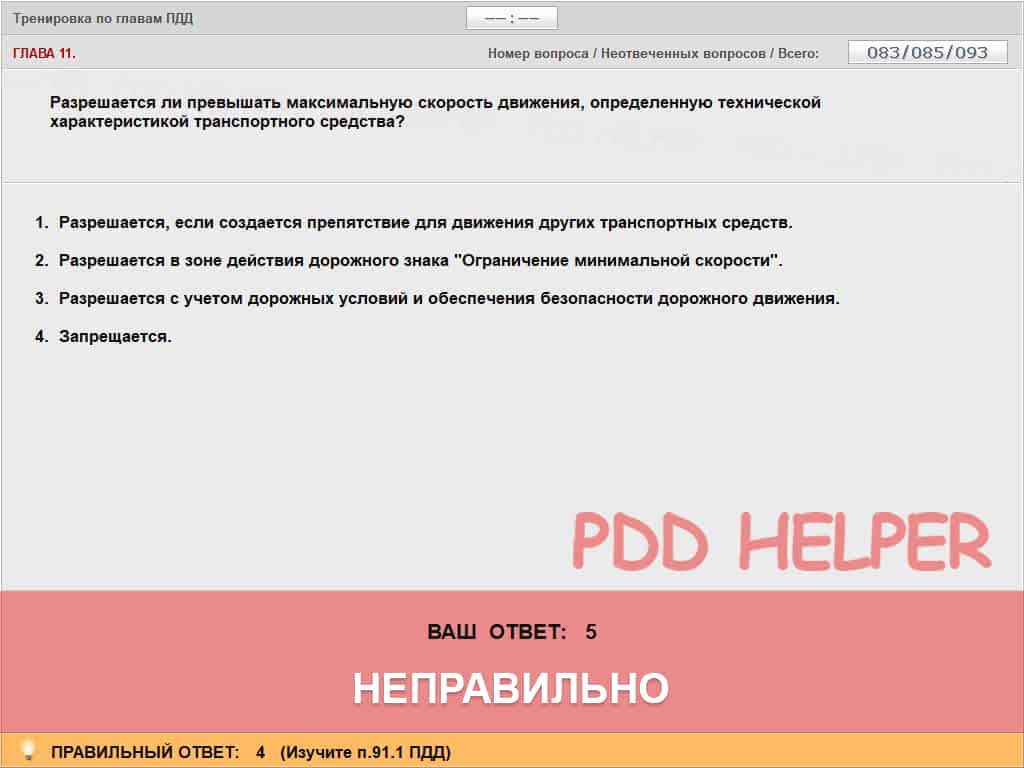 Тренировка по главам ПДД
—— : ——
ГЛАВА 11.
Номер вопроса / Неотвеченных вопросов / Всего:
083/085/093
Разрешается ли превышать максимальную скорость движения, определенную технической
характеристикой транспортного средства?
1. Разрешается, если создается препятствие для движения других транспортных средств.
2. Разрешается в зоне действия дорожного знака "Ограничение минимальной скорости".
3. Разрешается с учетом дорожных условий и обеспечения безопасности дорожного движения.
4. Запрещается.
PDD HELPER
ВАШ ОТВЕТ: 5
НЕПРАВИЛЬНО
ПРАВИЛЬНЫЙ ОТВЕТ: 4 (Изучите п.91.1 ПДД)